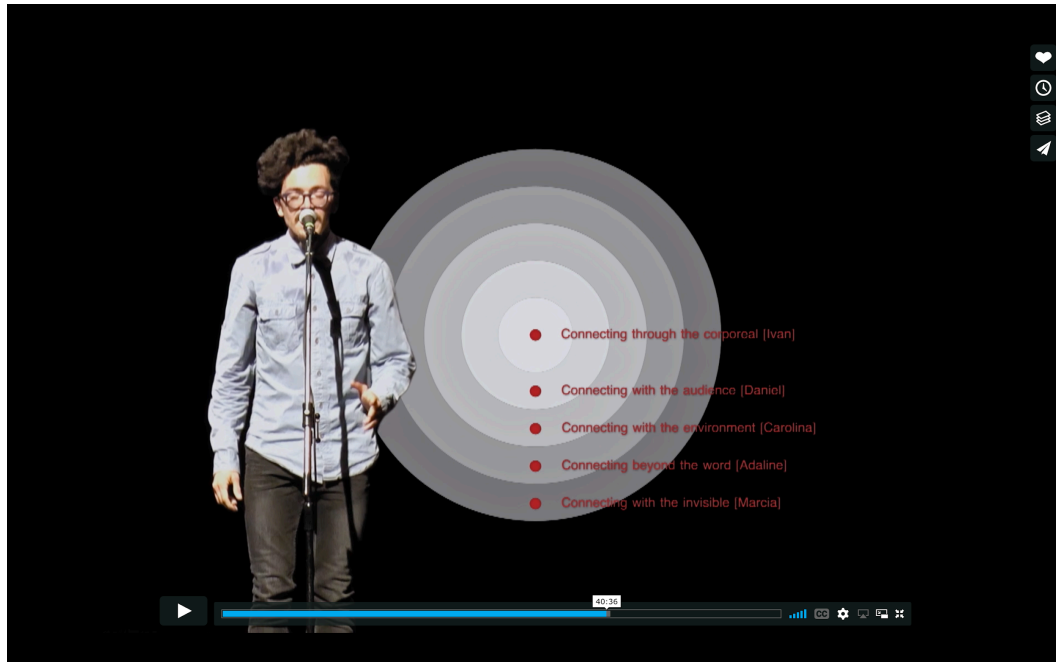 Connecting through the corporeal [Ivan]
Connecting with the audience [Daniel]
Connecting with the environment [Carolina]
Connecting beyond the word [Adaline]
Connecting with the invisible [Marcia]
40:36
CC